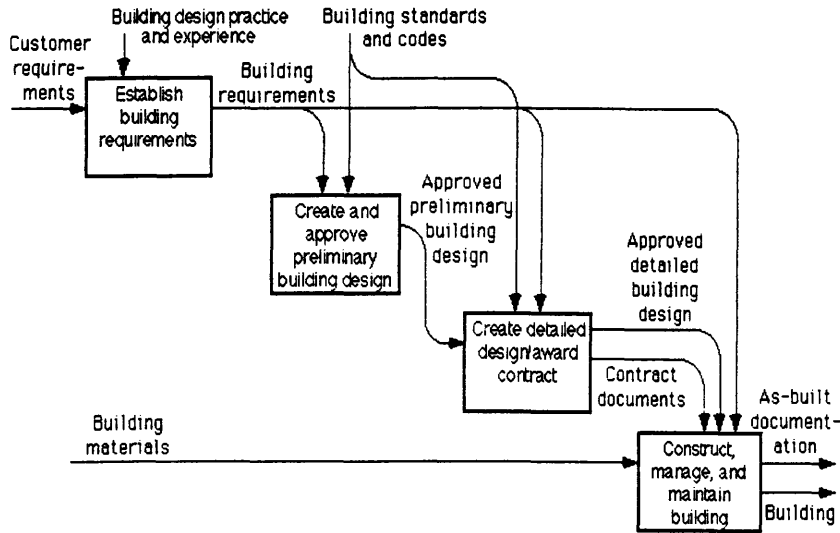 Building design practice
and experience
Building standards
and codes
Customer
require-
ments
Establish
building
requirements
Building
requirements
Create and
approve
preliminary
building design
Approved
preliminary
building
design
Approved
detailed
building
design
Create detailed
design/award
contract
Contract
documents
Building
materials
As-built
document-
ation
Construct,
manage, and
maintain
building
Building